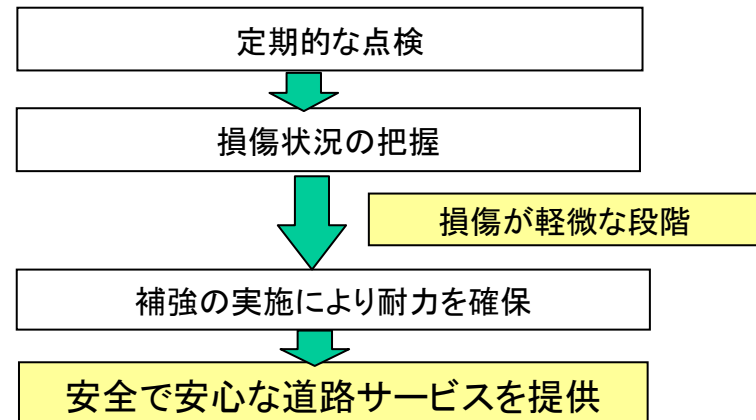 定期的な点検
損傷状況の把握
損傷が軽微な段階
補強の実施により耐力を確保
安全で安心な道路サービスを提供